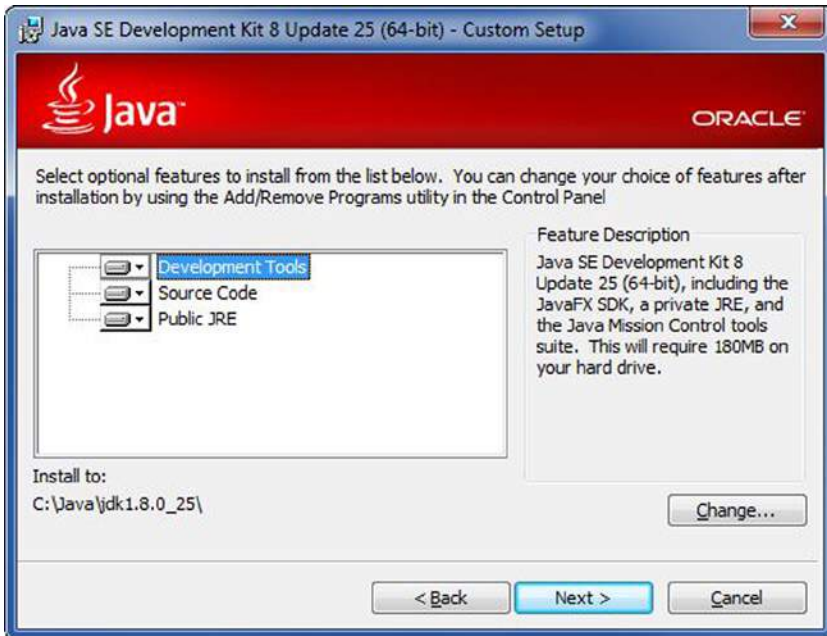 Java SE Development Kit 8 Update 25 (64-bit) - Custom Setup
Java™
ORACLE
Select optional features to install from the list below. You can change your choice of features after
installation by using the Add/Remove Programs utility in the Control Panel
Development Tools
Source Code
Public JRE
Feature Description
Java SE Development Kit 8
Update 25 (64-bit), including the
JavaFX SDK, a private JRE, and
the Java Mission Control tools
suite. This will require 180MB on
your hard drive.
Install to:
C:\Java\jdk1.8.0_25\
Change...
< Back
Next >
Cancel